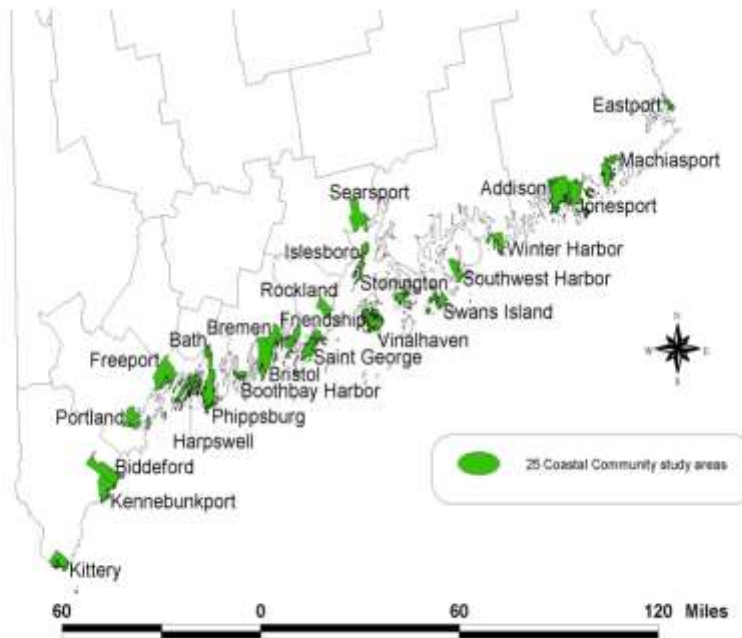 Eastport
Machiasport
Addison
Jonesport
Searsport
Winter Harbor
Islesboro
Southwest Harbor
Stonington
Rockland
Swans Island
Bremen
Friendship
Vinalhaven
Bath
Saint George
Freeport
Bristol
Boothbay Harbor
Portland
Phippsburg
Harpswell
Biddeford
Kennebunkport
Kittery
N
W
E
S
25 Coastal Community study areas
60 0 60 120 Miles